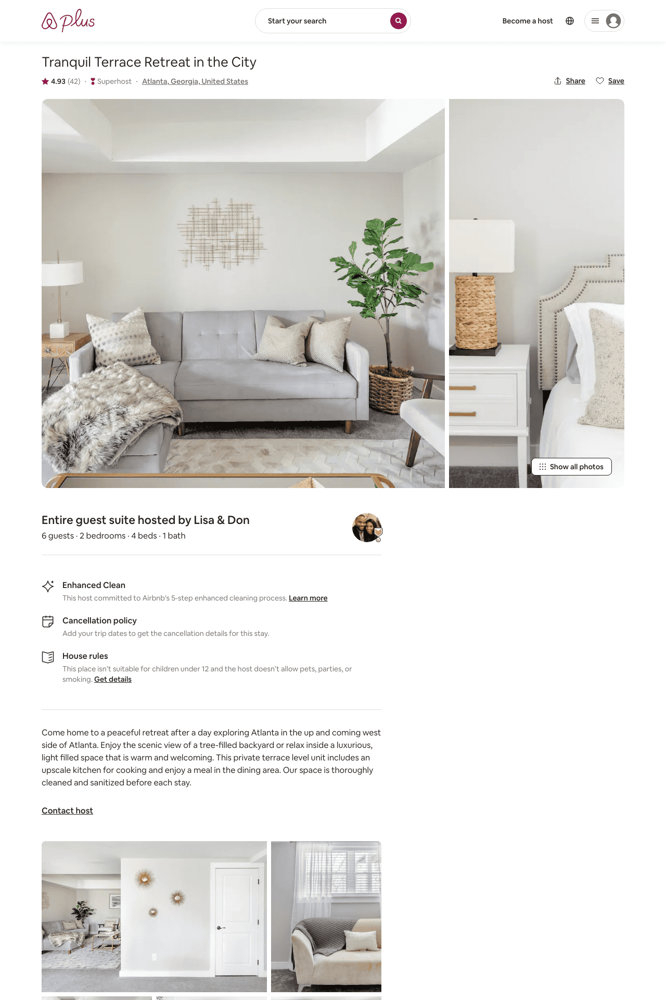 plus
Start your search
Become a host
Tranquil Terrace Retreat in the City
4.93 (42) · Superhost · Atlanta, Georgia, United States
Share
Save
Show all photos
Entire guest suite hosted by Lisa & Don
6 guests · 2 bedrooms · 4 beds · 1 bath
Enhanced Clean
This host committed to Airbnb's 5-step enhanced cleaning process. Learn more
Cancellation policy
Add your trip dates to get the cancellation details for this stay.
House rules
This place isn’t suitable for children under 12 and the host doesn’t allow pets, parties, or
smoking. Get details
Come home to a peaceful retreat after a day exploring Atlanta in the up and coming west
side of Atlanta. Enjoy the scenic view of a tree-filled backyard or relax inside a luxurious,
light filled space that is warm and welcoming. This private terrace level unit includes an
upscale kitchen for cooking and enjoy a meal in the dining area. Our space is thoroughly
cleaned and sanitized before each stay.
Contact host